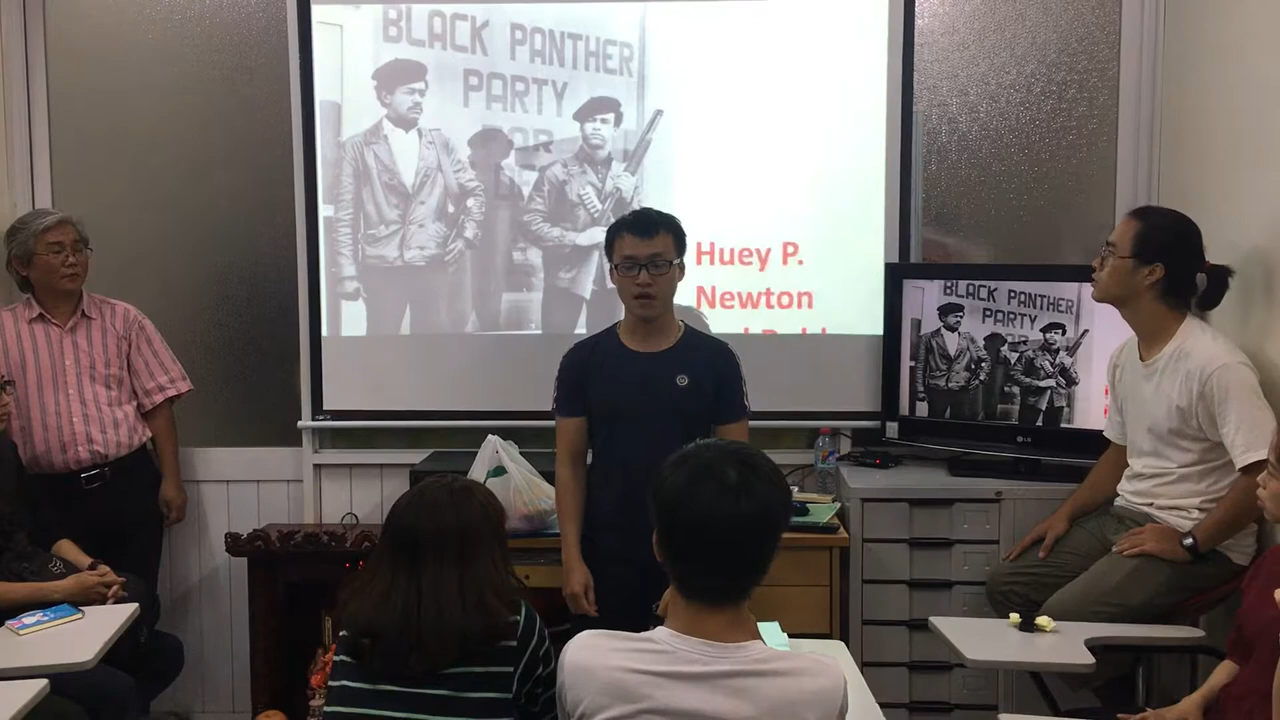 BLACK PANTHER
PARTY
Huey P.
Newton
BLACK PANTHER
PARTY
LG